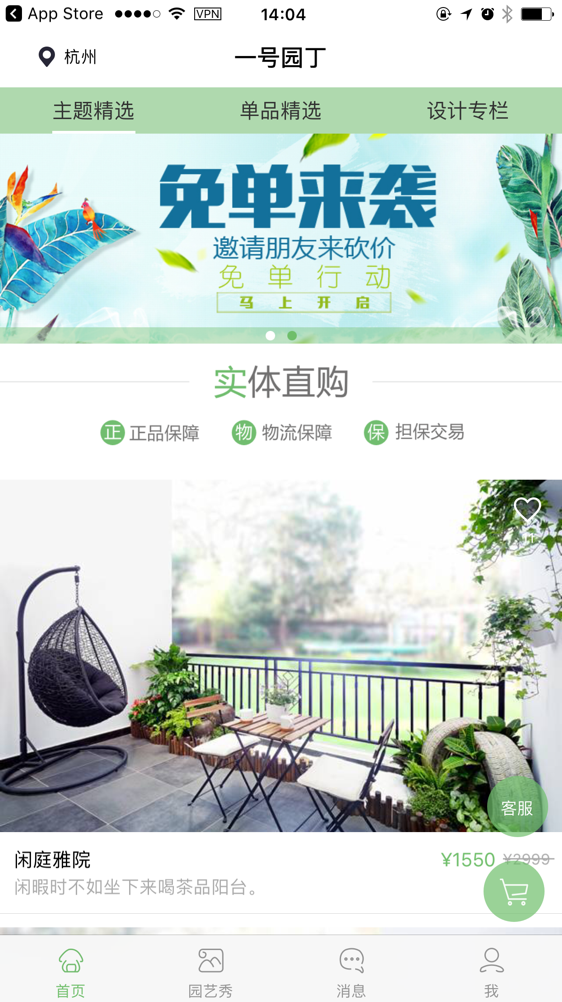 App Store VPN 14:04
杭州 一号园丁
主题精选 单品精选 设计专栏
免单来袭
邀请朋友来砍价
免单行动
马上开启
实体直购
正 正品保障 物 物流保障 保 担保交易
客服
闲庭雅院 ¥1550 ¥2999
闲暇时不如坐下来喝茶品阳台。
首页 园艺秀 消息 我